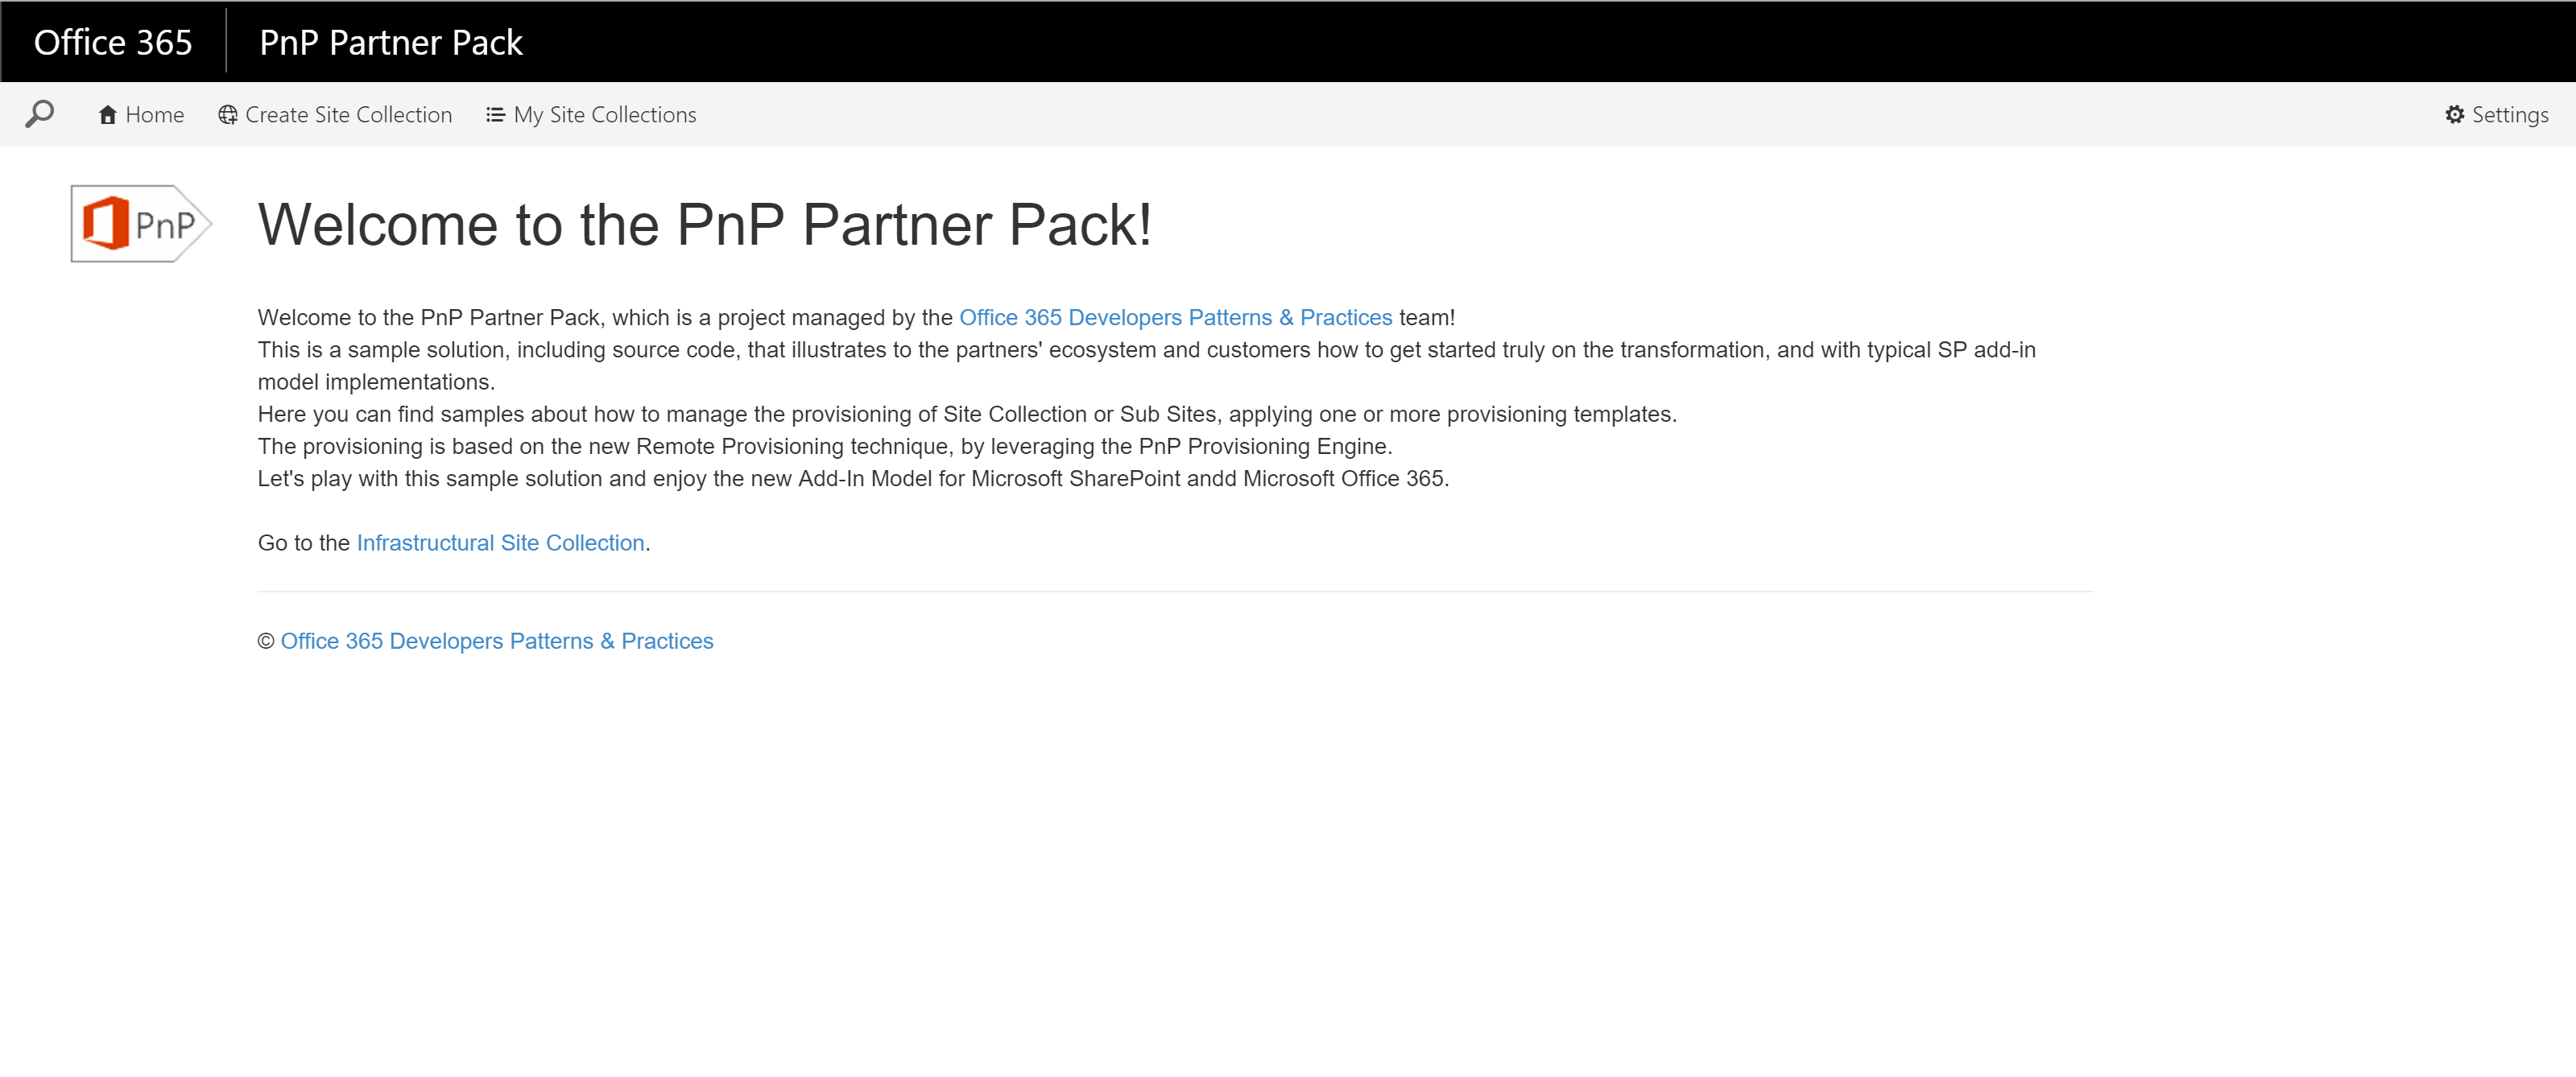 Office 365
PnP Partner Pack
Home
Create Site Collection
My Site Collections
Settings
PnP
Welcome to the PnP Partner Pack!
Welcome to the PnP Partner Pack, which is a project managed by the Office 365 Developers Patterns & Practices team!
This is a sample solution, including source code, that illustrates to the partners' ecosystem and customers how to get started truly on the transformation, and with typical SP add-in
model implementations.
Here you can find samples about how to manage the provisioning of Site Collection or Sub Sites, applying one or more provisioning templates.
The provisioning is based on the new Remote Provisioning technique, by leveraging the PnP Provisioning Engine.
Let's play with this sample solution and enjoy the new Add-In Model for Microsoft SharePoint andd Microsoft Office 365.
Go to the Infrastructural Site Collection.
© Office 365 Developers Patterns & Practices